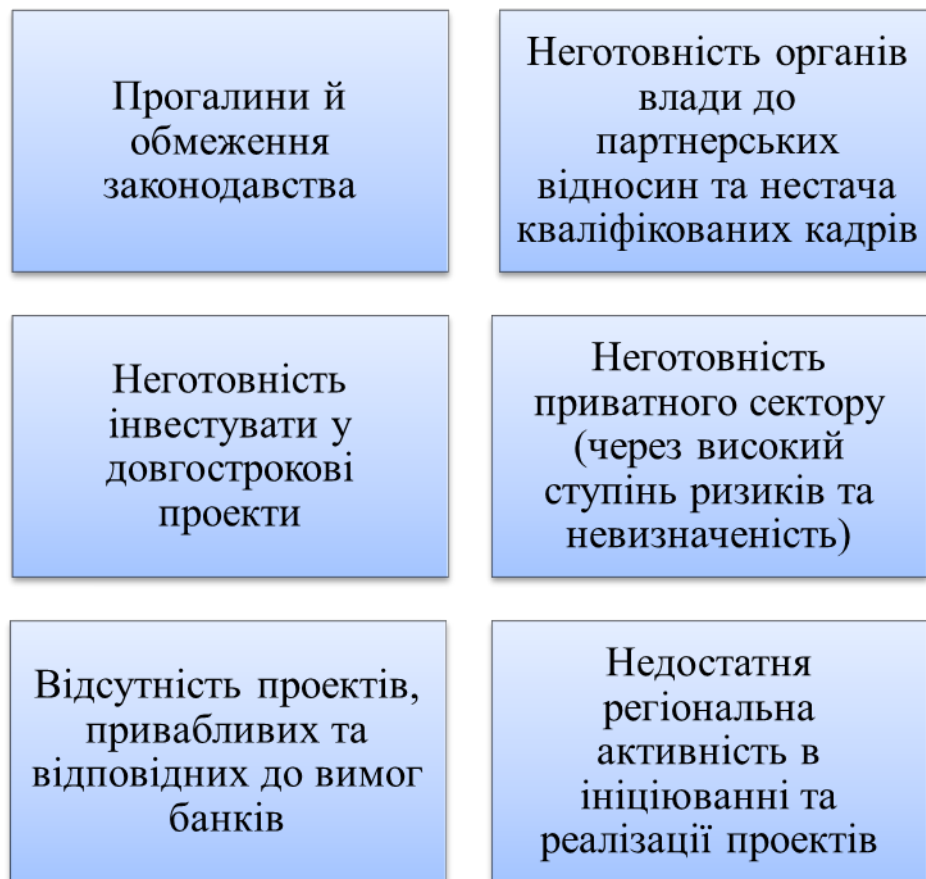 Прогалини й
обмеження
законодавства
Неготовність органів
влади до
партнерських
відносин та нестача
кваліфікованих кадрів
Неготовність
інвестувати у
довгострокові
проекти
Неготовність
приватного сектору
(через високий
ступінь ризиків та
невизначеність)
Відсутність проектів,
привабливих та
відповідних до вимог
банків
Недостатня
регіональна
активність в
ініціюванні та
реалізації проектів